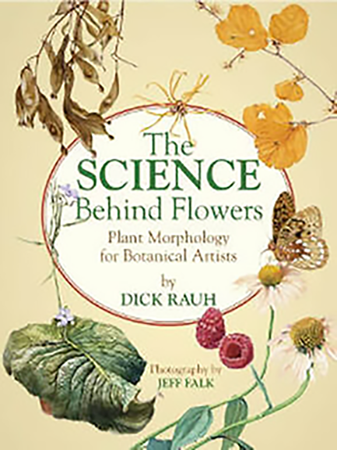 The
SCIENCE
Behind Flowers
Plant Morphology
for Botanical Artists
by
DICK RAUH
Photography by
JEFF FALK